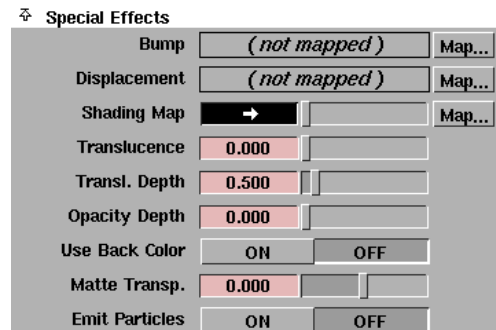 Special Effects
Bump (not mapped) Map...
Displacement (not mapped) Map...
Shading Map Map...
Translucence 0.000
Transl. Depth 0.500
Opacity Depth 0.000
Use Back Color ON OFF
Matte Transp. 0.000
Emit Particles ON OFF